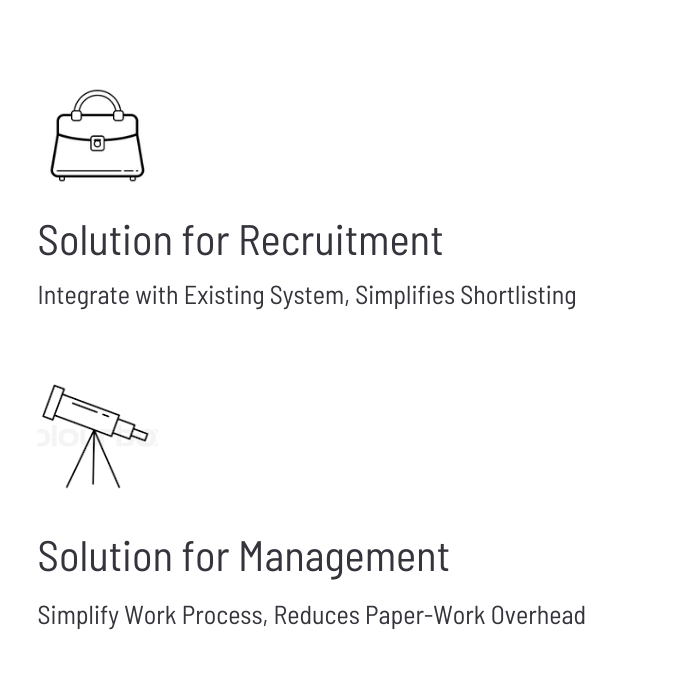 Solution for Recruitment
Integrate with Existing System, Simplifies Shortlisting
Solution for Management
Simplify Work Process, Reduces Paper-Work Overhead